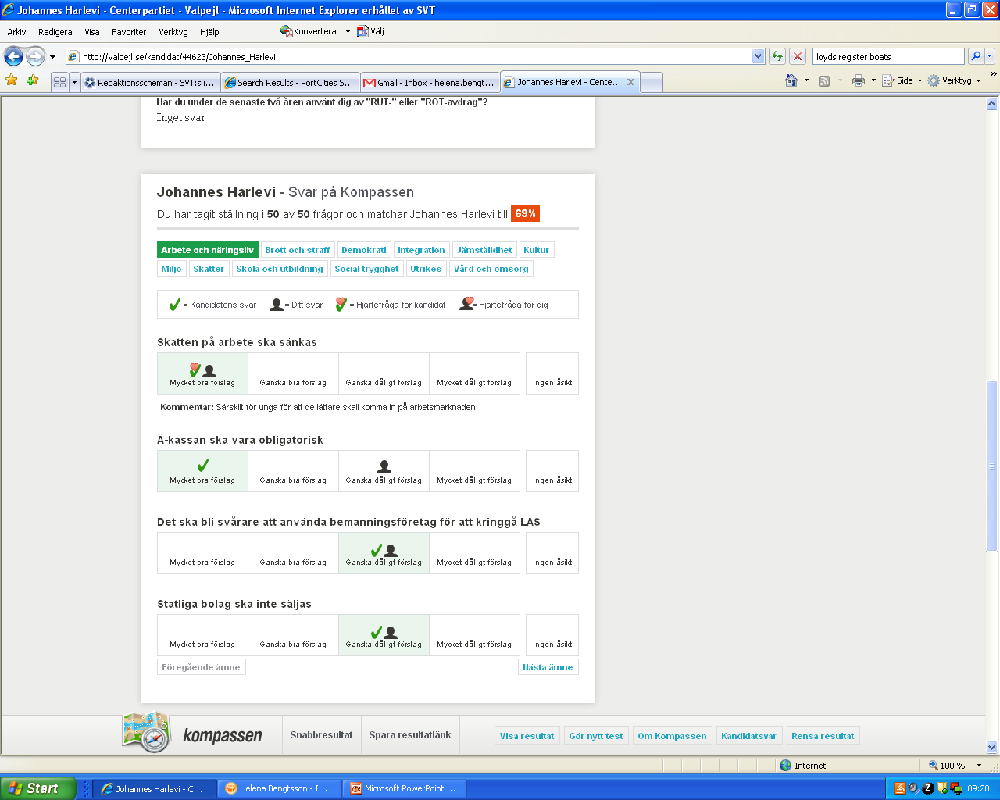 Johannes Harlevi - Centerpartiet - Valpejl - Microsoft Internet Explorer erhållet av SVT
Arkiv Redigera Visa Favoriter Verktyg Hjälp Konvertera Välj
http://valpejl.se/kandidat/44623/Johannes_Harlevi lloyds register boats
Redaktionsscheman - SVT:s i... Search Results - PortCities S... Gmail - Inbox - helena.bengt... Johannes Harlevi - Cente... Sida Verktyg
Har du under de senaste två åren använt dig av "RUT-" eller "ROT-avdrag"?
Inget svar
Johannes Harlevi - Svar på Kompassen
Du har tagit ställning i 50 av 50 frågor och matchar Johannes Harlevi till 69%
Arbete och näringsliv Brott och straff Demokrati Integration Jämställdhet Kultur
Miljö Skatter Skola och utbildning Social trygghet Utrikes Vård och omsorg
= Kandidatens svar = Ditt svar = Hjärtefråga för kandidat = Hjärtefråga för dig
Skatten på arbete ska sänkas
Mycket bra förslag Ganska bra förslag Ganska dåligt förslag Mycket dåligt förslag Ingen åsikt
Kommentar: Särskilt för unga för att de lättare skall komma in på arbetsmarknaden.
A-kassan ska vara obligatorisk
Mycket bra förslag Ganska bra förslag Ganska dåligt förslag Mycket dåligt förslag Ingen åsikt
Det ska bli svårare att använda bemanningsföretag för att kringgå LAS
Mycket bra förslag Ganska bra förslag Ganska dåligt förslag Mycket dåligt förslag Ingen åsikt
Statliga bolag ska inte säljas
Mycket bra förslag Ganska bra förslag Ganska dåligt förslag Mycket dåligt förslag Ingen åsikt
Föregående ämne Nästa ämne
kompassen Snabbresultat Spara resultatlänk Visa resultat Gör nytt test Om Kompassen Kandidatsvar Rensa resultat
Internet 100 %
Start Johannes Harlevi - C... Helena Bengtsson - I... Microsoft PowerPoint ... 09:20